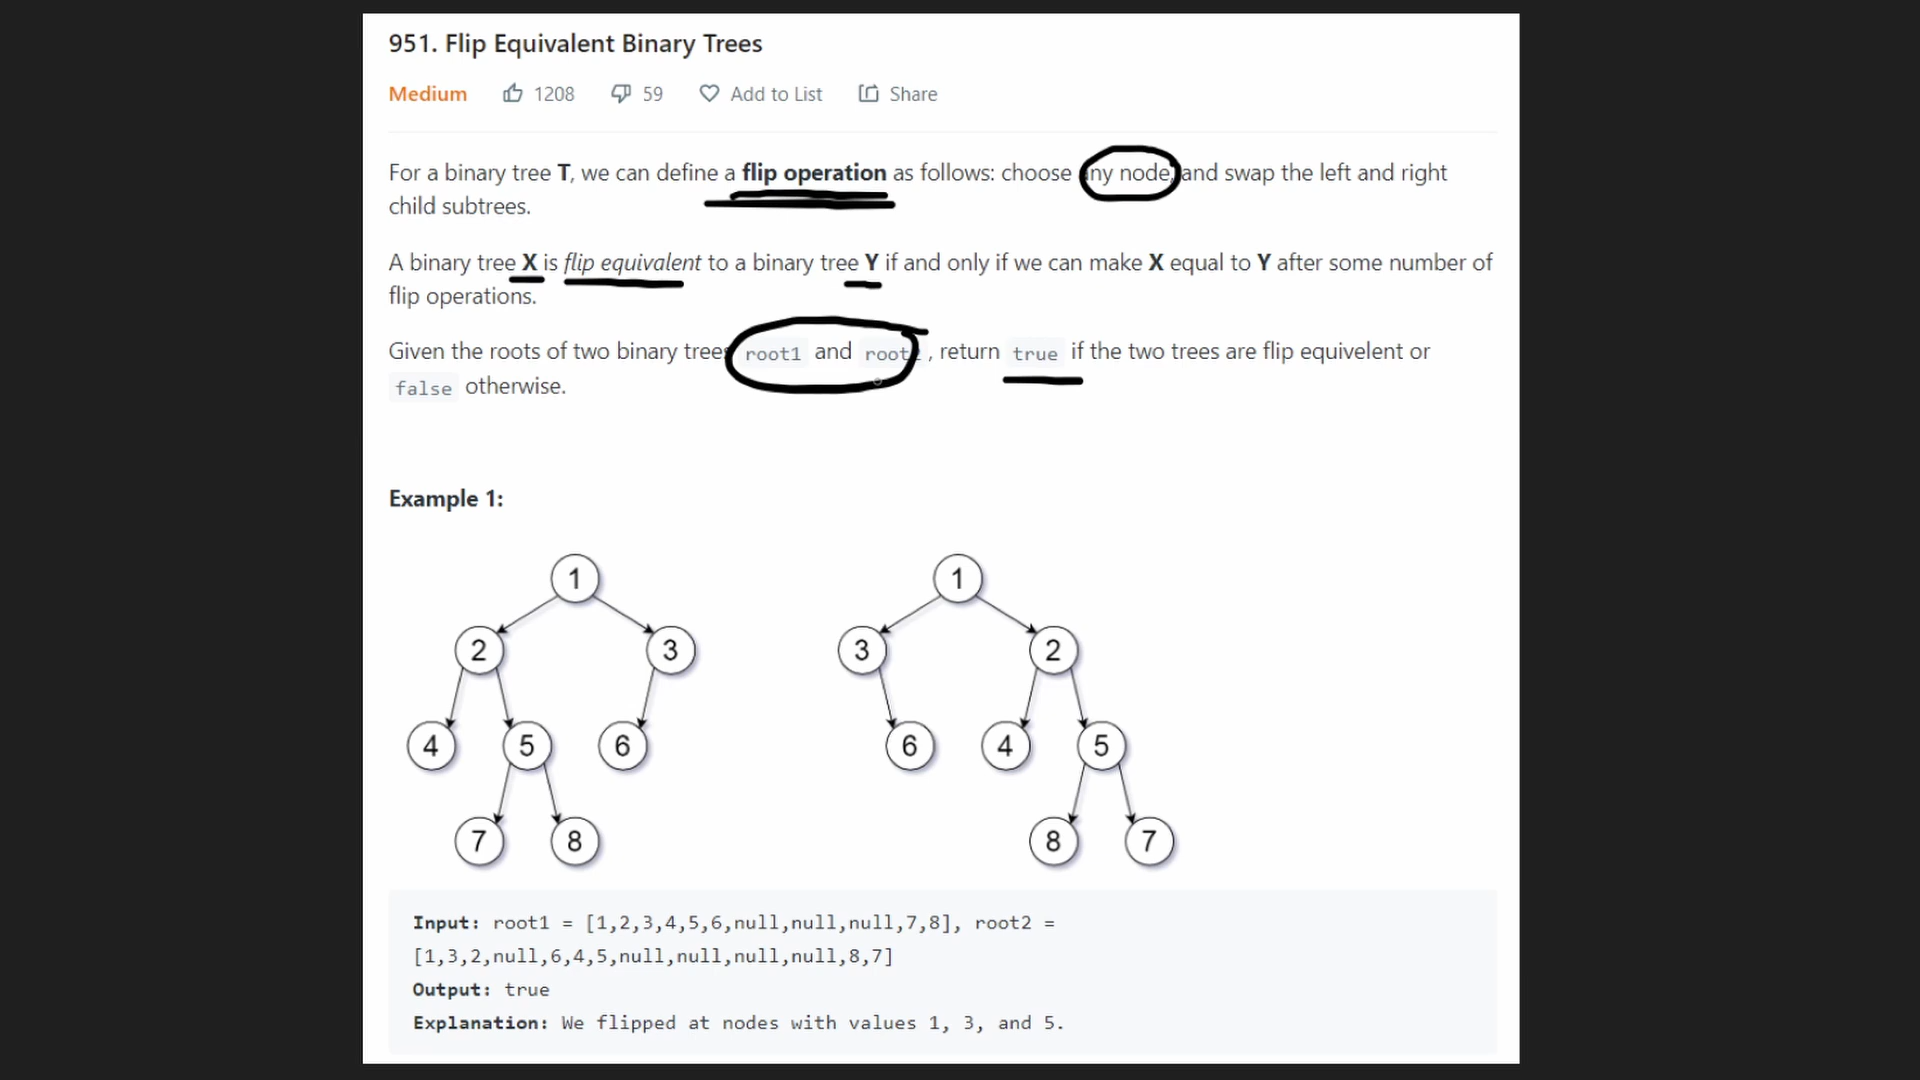 951. Flip Equivalent Binary Trees
Medium 1208 59 Add to List Share
For a binary tree T, we can define a flip operation as follows: choose any node, and swap the left and right
child subtrees.
A binary tree X is flip equivalent to a binary tree Y if and only if we can make X equal to Y after some number of
flip operations.
Given the roots of two binary trees root1 and root2, return true if the two trees are flip equivelent or
false otherwise.
Example 1:
1 1
2 3 3 2
4 5 6 6 4 5
7 8 8 7
Input: root1 = [1,2,3,4,5,6,null,null,null,7,8], root2 =
[1,3,2,null,6,4,5,null,null,null,null,8,7]
Output: true
Explanation: We flipped at nodes with values 1, 3, and 5.